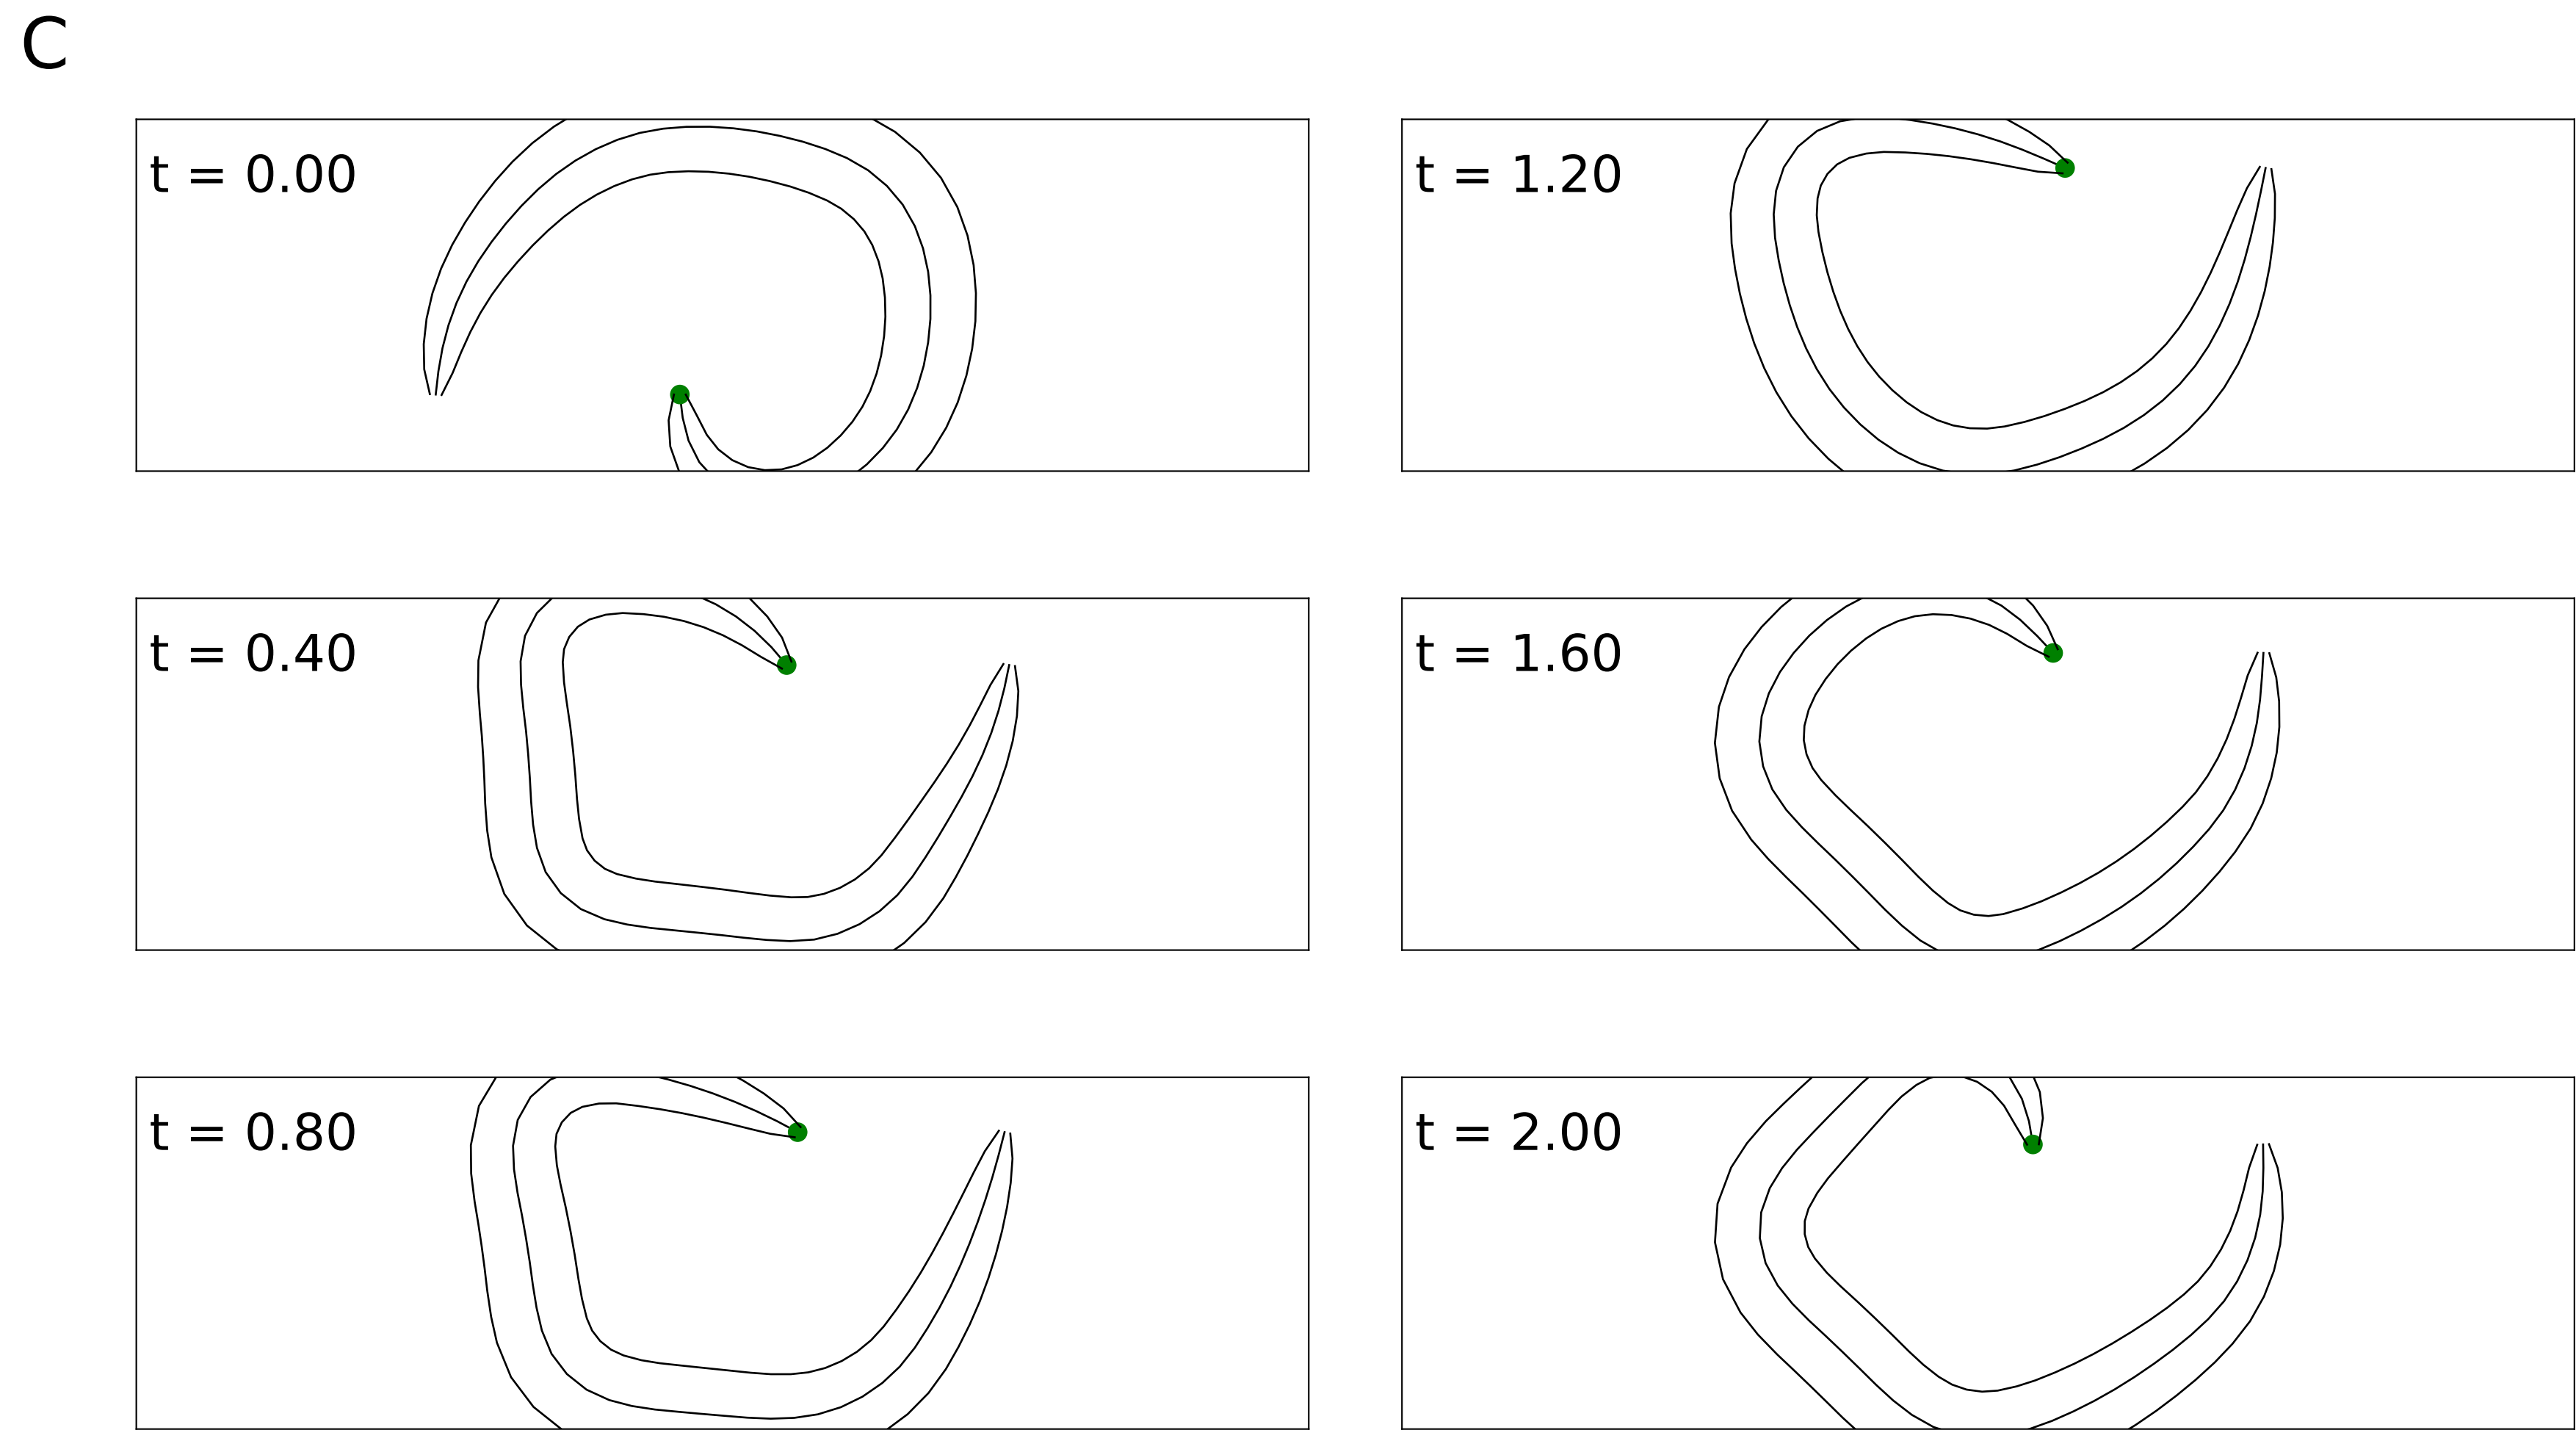 C
t = 0.00
t = 1.20
t = 0.40
t = 1.60
t = 0.80
t = 2.00